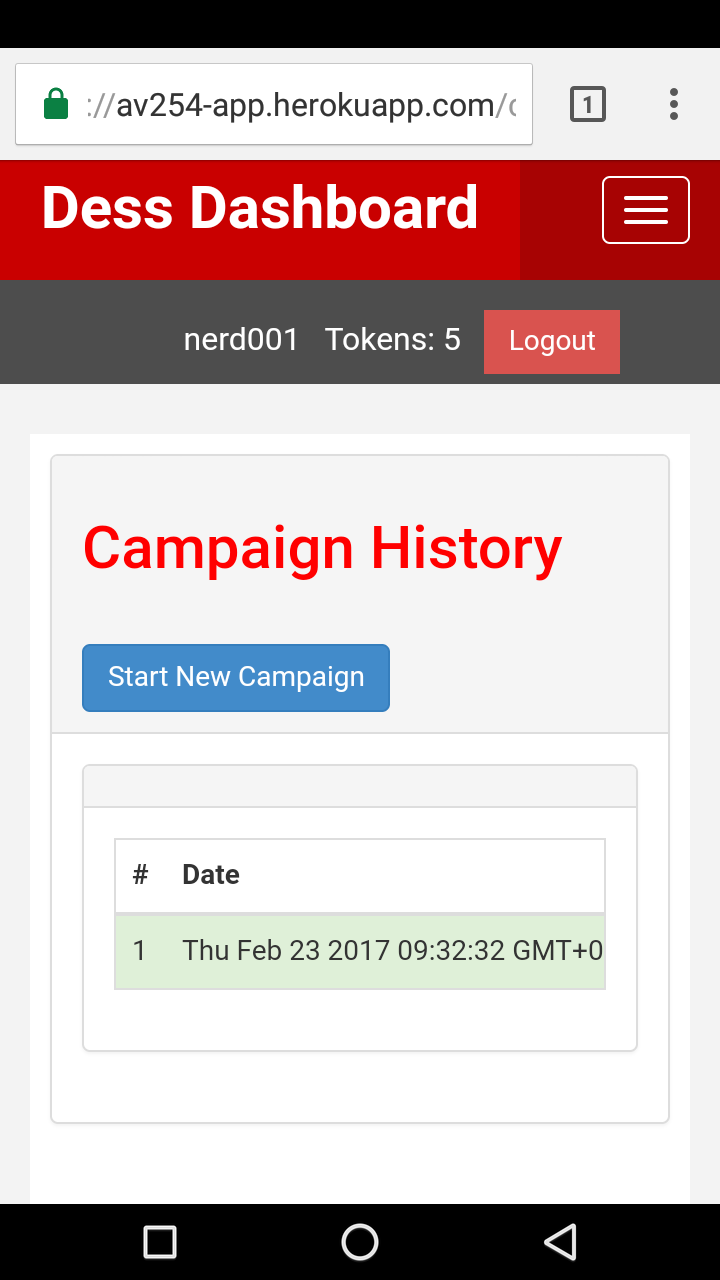 ://av254-app.herokuapp.com/
1
Dess Dashboard
nerd001 Tokens: 5 Logout
Campaign History
Start New Campaign
# Date
1 Thu Feb 23 2017 09:32:32 GMT+0